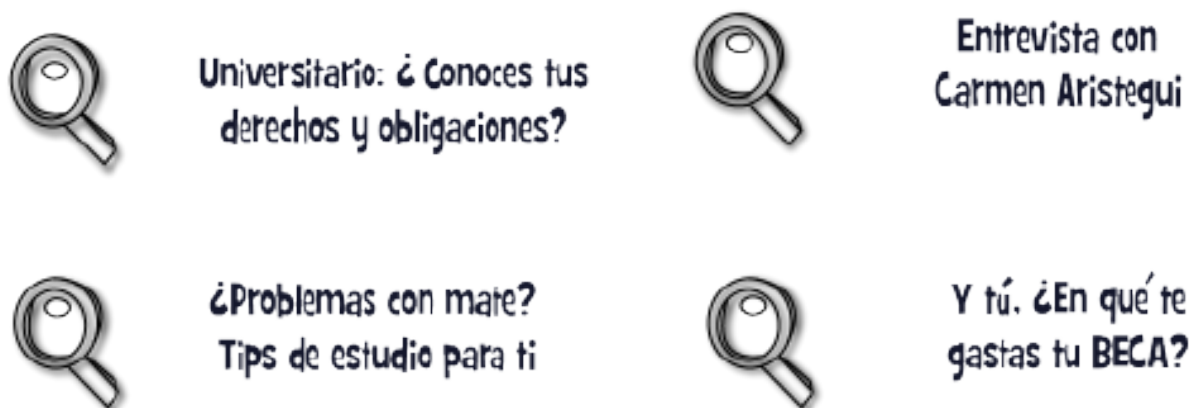 Universitario: ¿ Conoces tus
derechos y obligaciones?
Entrevista con
Carmen Aristegui
¿Problemas con mate?
Tips de estudio para ti
Y tú. ¿En qué te
gastas tu BECA?